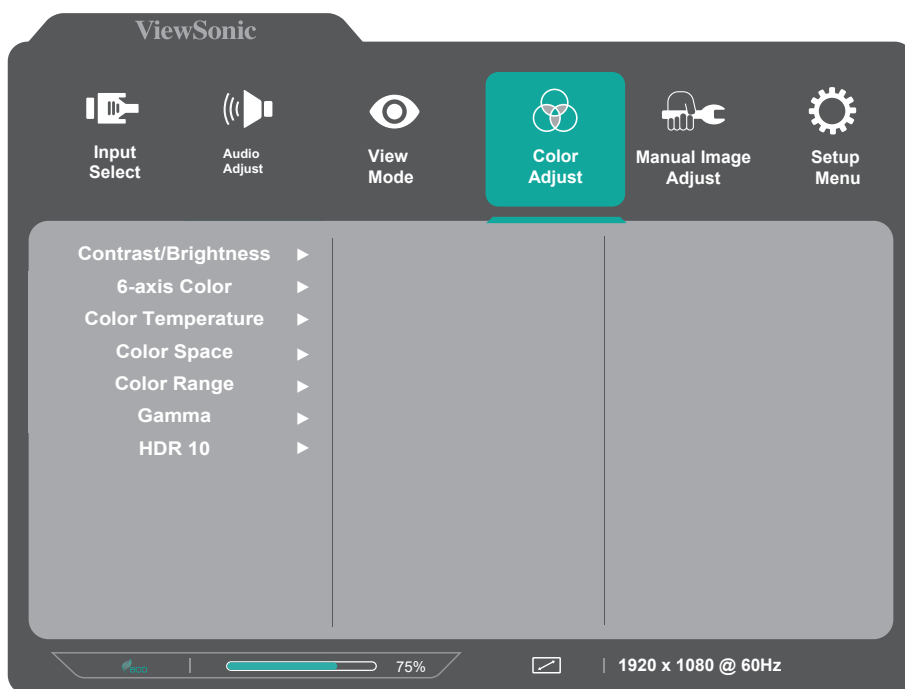 ViewSonic
Input
Select
Audio
Adjust
View
Mode
Color
Adjust
Manual Image
Adjust
Setup
Menu
Contrast/Brightness
6-axis Color
Color Temperature
Color Space
Color Range
Gamma
HDR 10
eco
75%
1920 x 1080 @ 60Hz